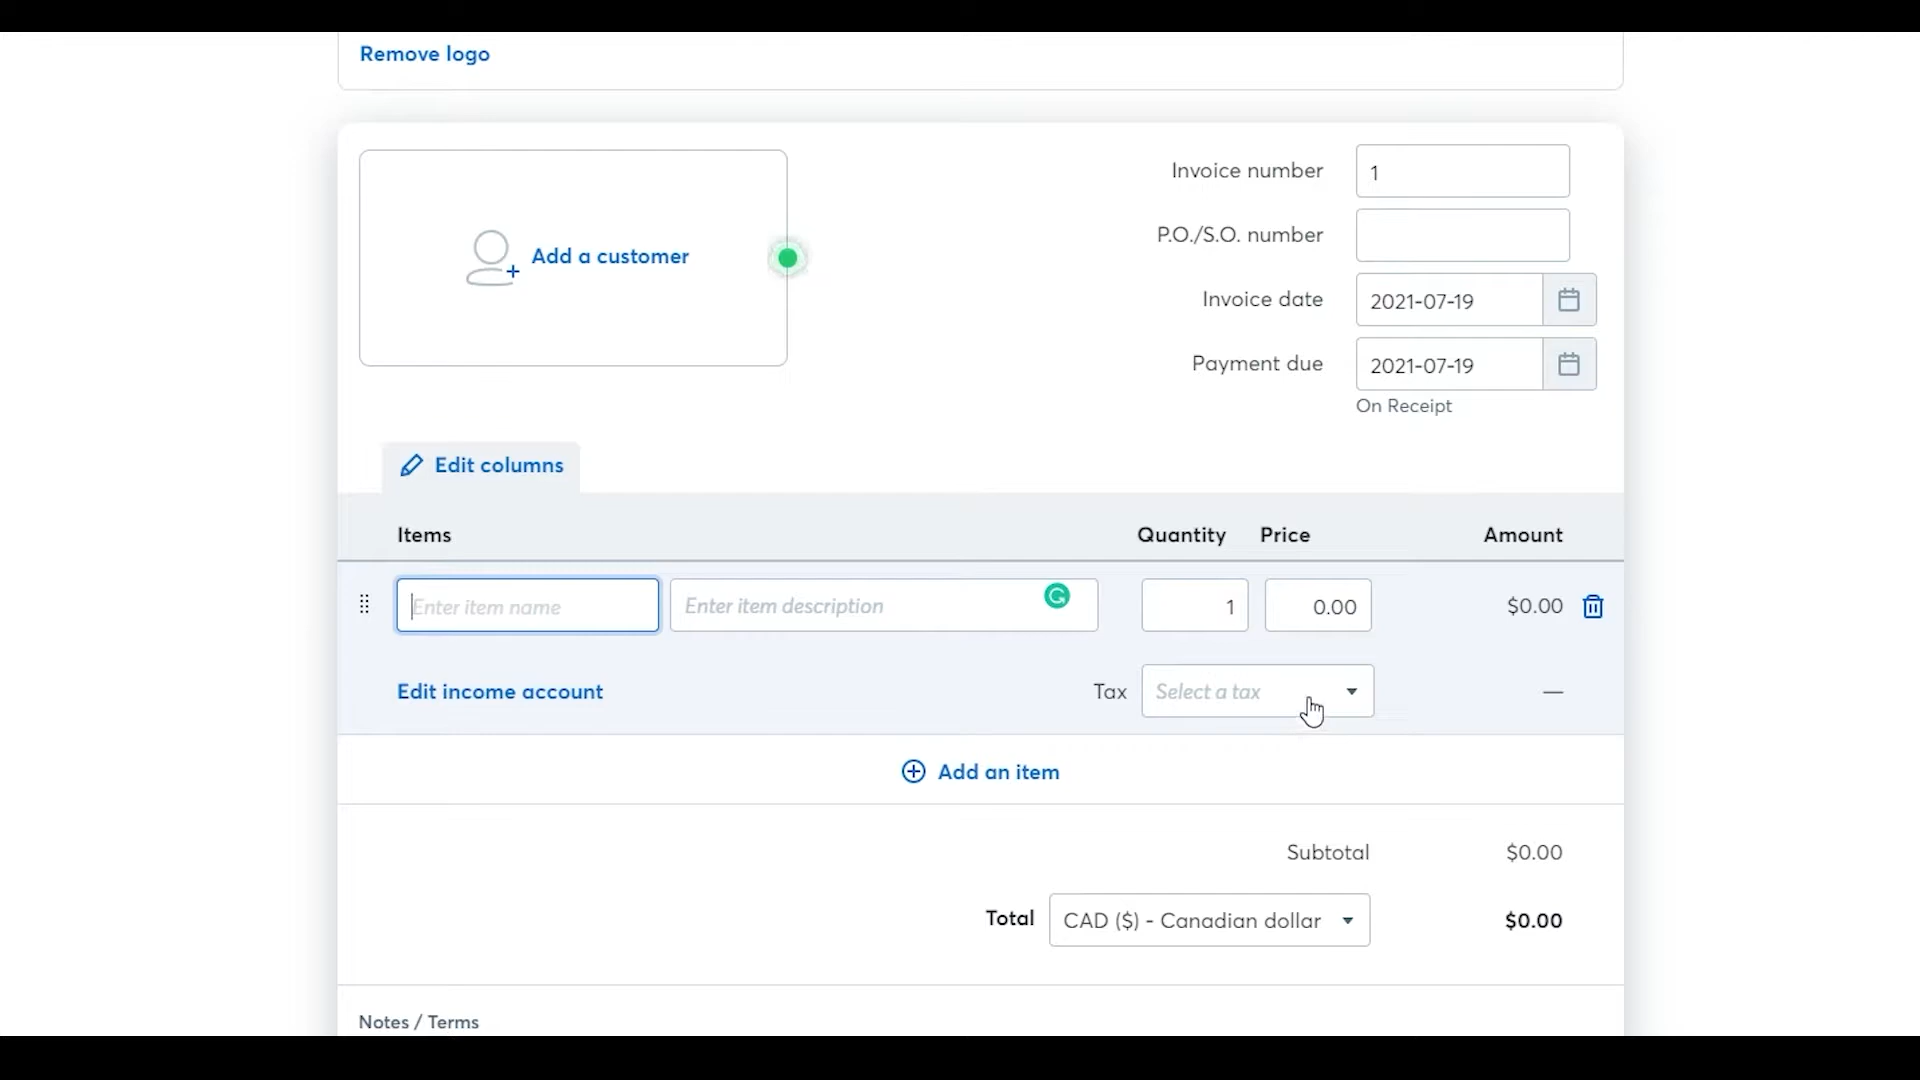 Remove logo
Add a customer
Invoice number 1
P.O./S.O. number
Invoice date 2021-07-19
Payment due 2021-07-19
On Receipt
Edit columns
Items Quantity Price Amount
Enter item name Enter item description 1 0.00 $0.00
Edit income account Tax Select a tax —
Add an item
Subtotal $0.00
Total CAD ($) - Canadian dollar $0.00
Notes / Terms